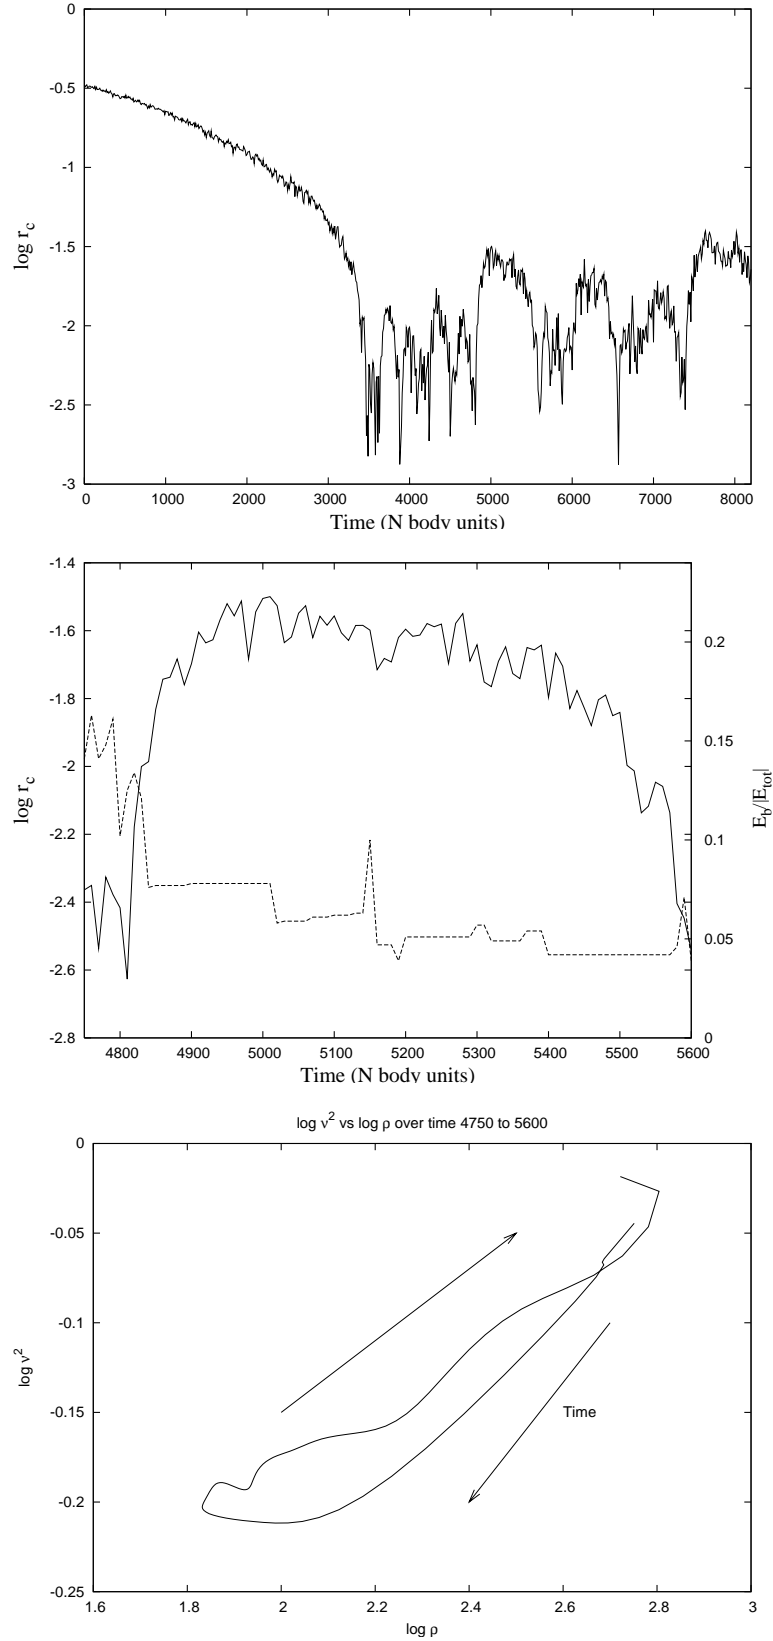 0
-0.5
-1
-1.5
-2
-2.5
-3
log r_c
0 1000 2000 3000 4000 5000 6000 7000 8000
Time (N body units)
-1.4
-1.6
-1.8
-2
-2.2
-2.4
-2.6
-2.8
log r_c
0.2
0.15
0.1
0.05
0
E_b/|E_tot|
4800 4900 5000 5100 5200 5300 5400 5500 5600
Time (N body units)
log v² vs log ρ over time 4750 to 5600
0
-0.05
-0.1
-0.15
-0.2
-0.25
log v²
Time
1.6 1.8 2 2.2 2.4 2.6 2.8 3
log ρ